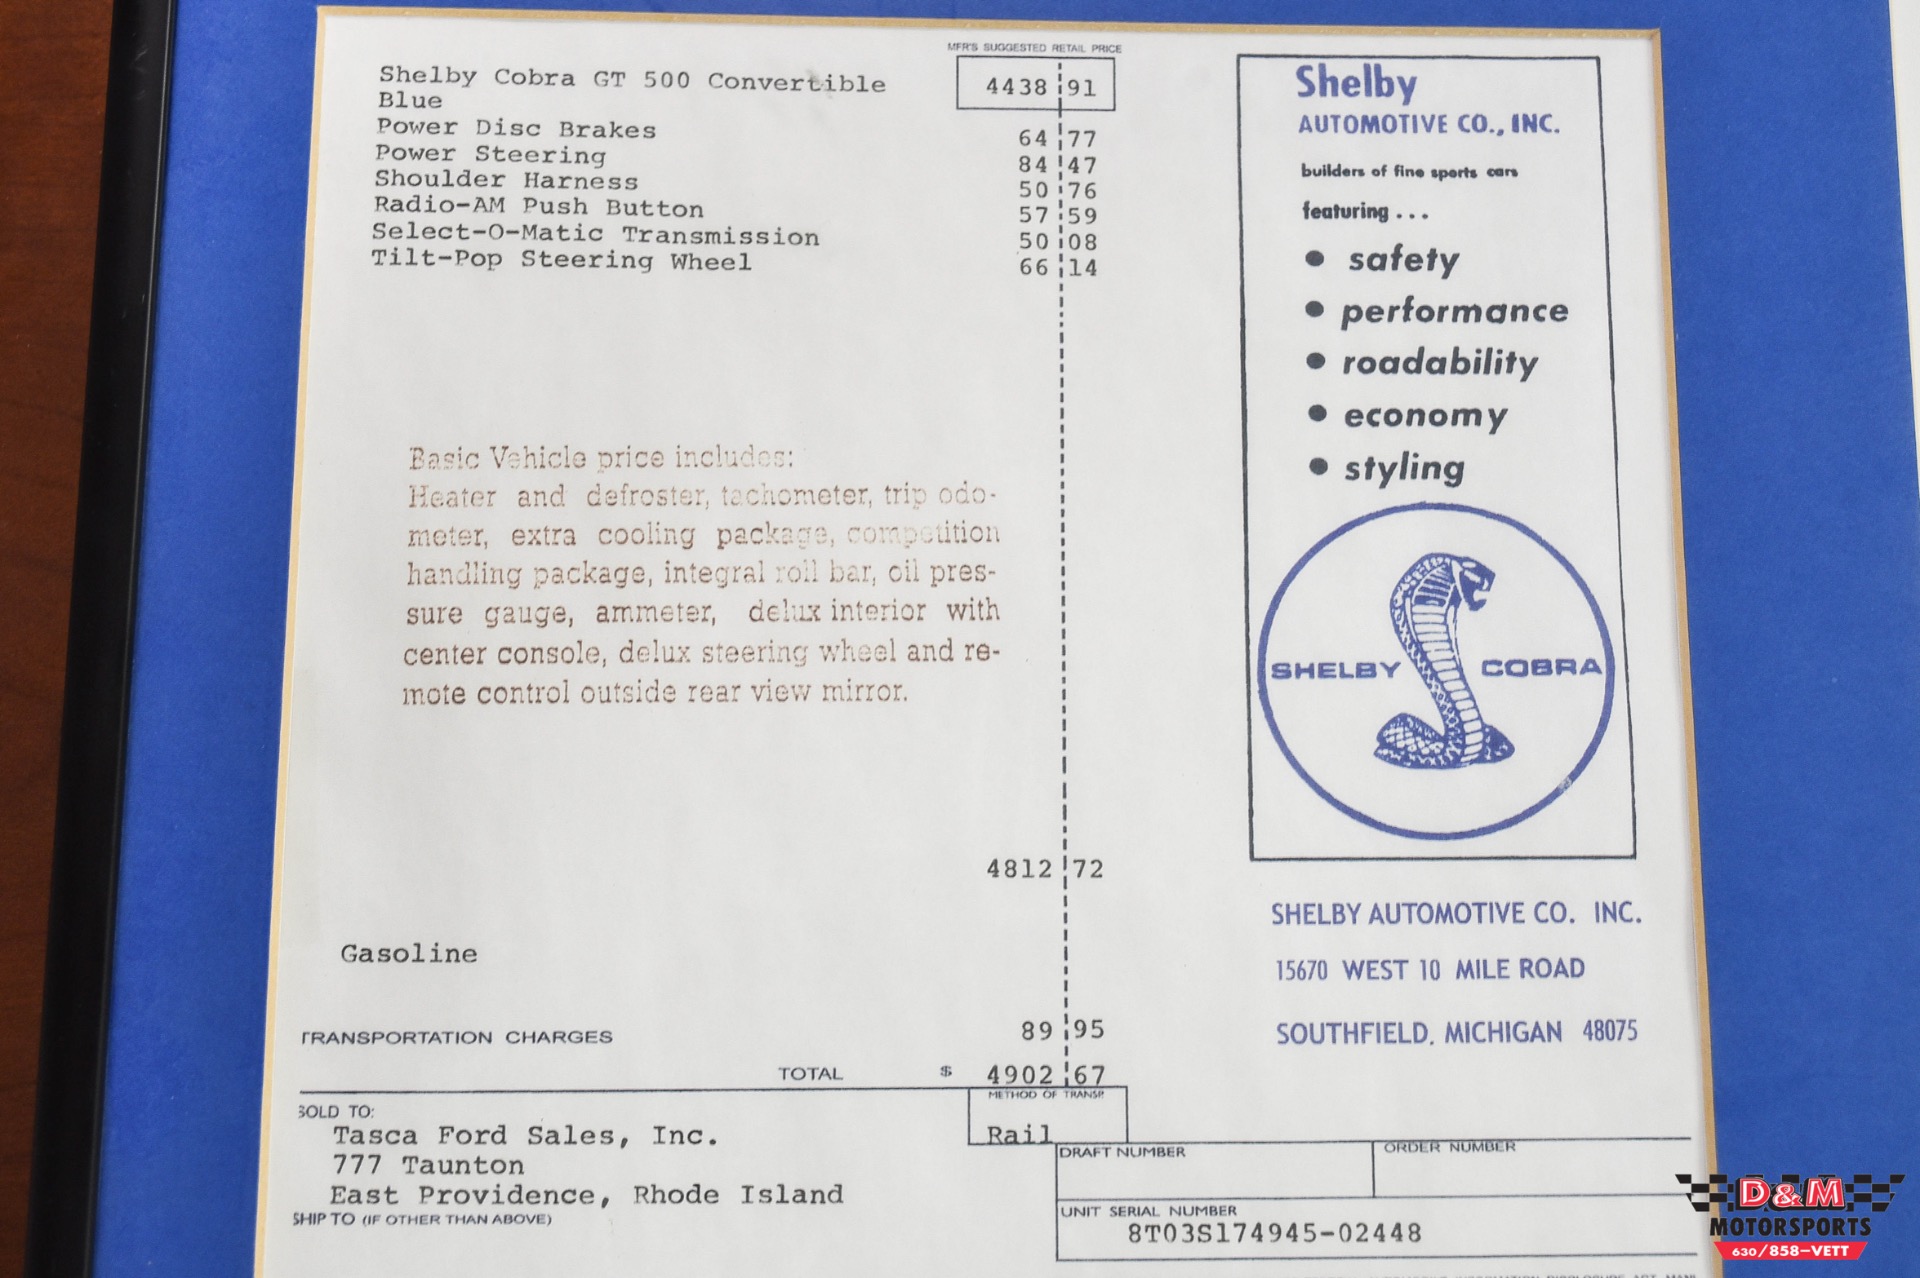 MFR'S SUGGESTED RETAIL PRICE
Shelby Cobra GT 500 Convertible 4438 91
Blue
Power Disc Brakes 64 77
Power Steering 84 47
Shoulder Harness 50 76
Radio-AM Push Button 57 59
Select-O-Matic Transmission 50 08
Tilt-Pop Steering Wheel 66 14
Basic Vehicle price includes:
Heater and defroster, tachometer, trip odo-
meter, extra cooling package, competition
handling package, integral roll bar, oil pres-
sure gauge, ammeter, delux interior with
center console, delux steering wheel and re-
mote control outside rear view mirror.
4812 72
Gasoline
TRANSPORTATION CHARGES 89 95
TOTAL $ 4902 67
Shelby
AUTOMOTIVE CO., INC.
builders of fine sports cars
featuring...
• safety
• performance
• roadability
• economy
• styling
SHELBY COBRA
SHELBY AUTOMOTIVE CO. INC.
15670 WEST 10 MILE ROAD
SOUTHFIELD, MICHIGAN 48075
SOLD TO:
Tasca Ford Sales, Inc.
777 Taunton
East Providence, Rhode Island
SHIP TO (IF OTHER THAN ABOVE)
METHOD OF TRANSP.
Rail
DRAFT NUMBER
ORDER NUMBER
UNIT SERIAL NUMBER
8T03S174945-02448
D&M
MOTORSPORTS
630/858-VETT